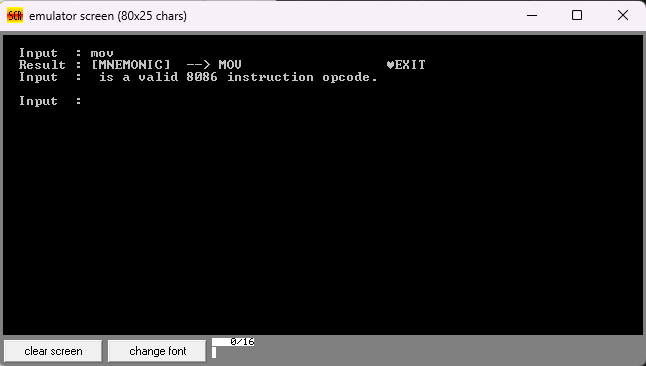 emulator screen (80x25 chars)
Input  : mov
Result : [MNEMONIC]  --> MOV                  ♥EXIT
Input  :  is a valid 8086 instruction opcode.
Input  :
clear screen
change font
0/16